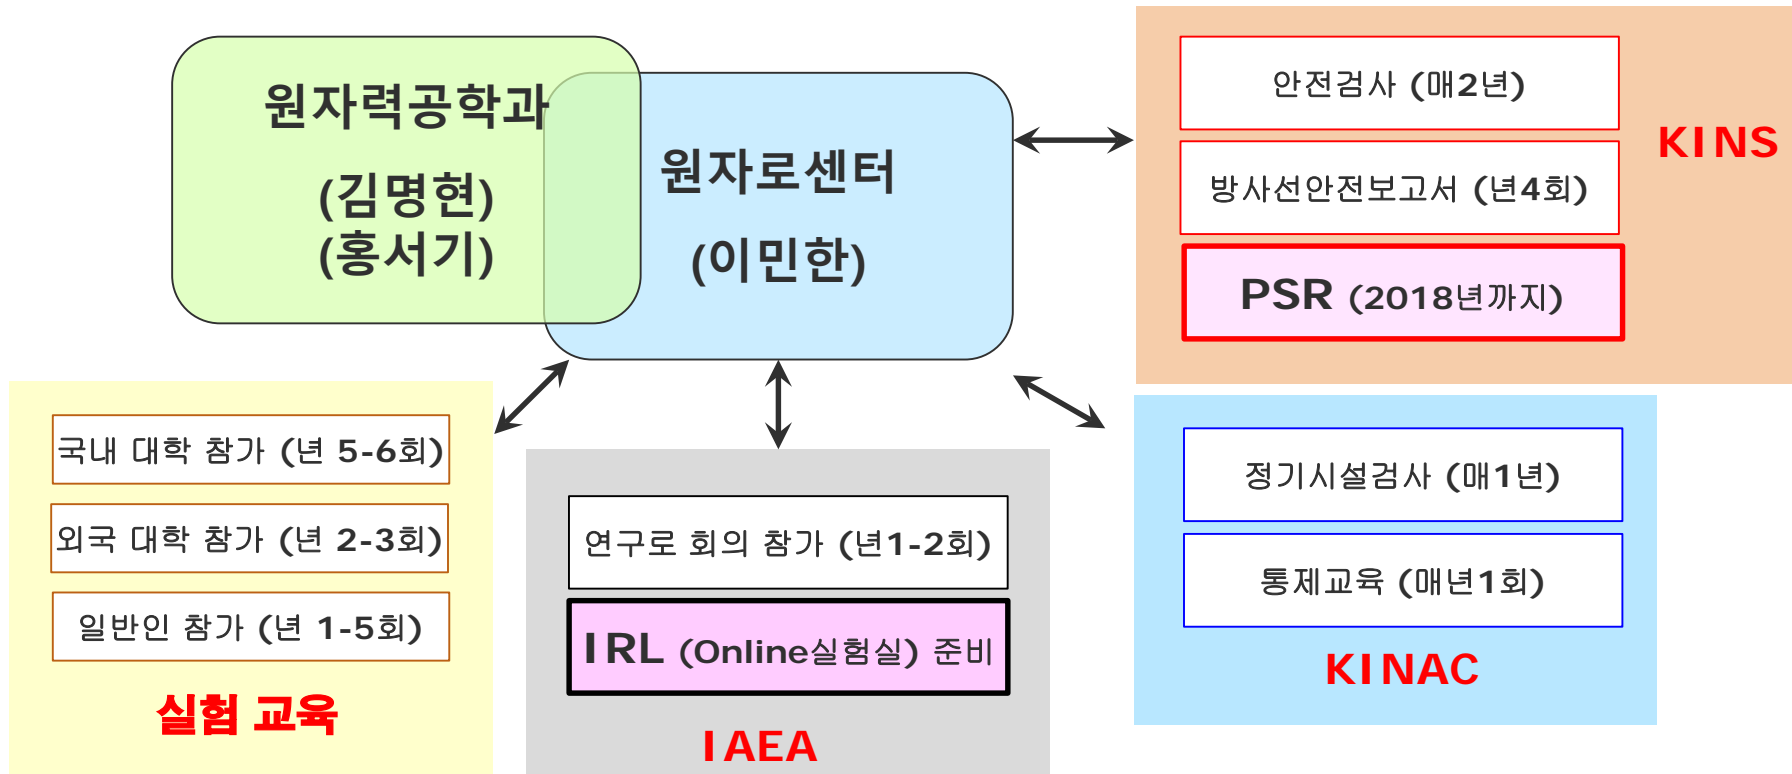 원자력공학과
(김명현)
(홍서기)
원자로센터
(이민한)
안전검사 (매2년)
방사선안전보고서 (년4회)
PSR (2018년까지)
KINS
국내 대학 참가 (년 5-6회)
외국 대학 참가 (년 2-3회)
일반인 참가 (년 1-5회)
실험 교육
연구로 회의 참가 (년1-2회)
IRL (Online실험실) 준비
IAEA
정기시설검사 (매1년)
통제교육 (매년1회)
KINAC